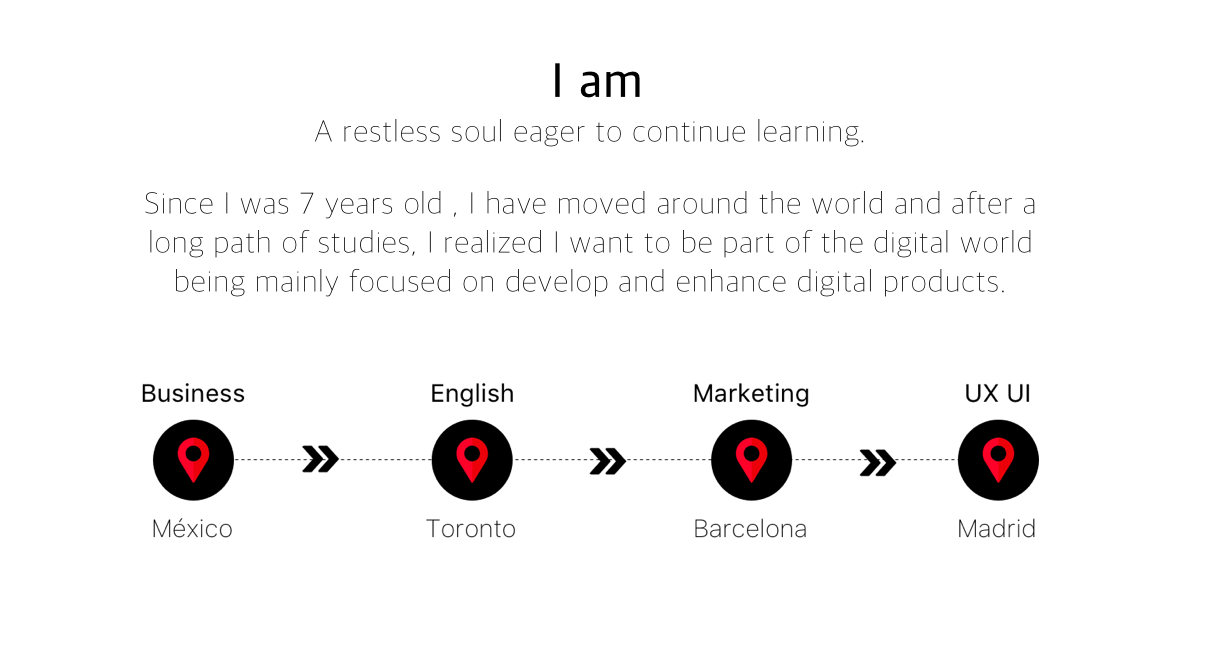 I am
A restless soul eager to continue learning.
Since I was 7 years old , I have moved around the world and after a
long path of studies, I realized I want to be part of the digital world
being mainly focused on develop and enhance digital products.
Business English Marketing UX UI
México Toronto Barcelona Madrid